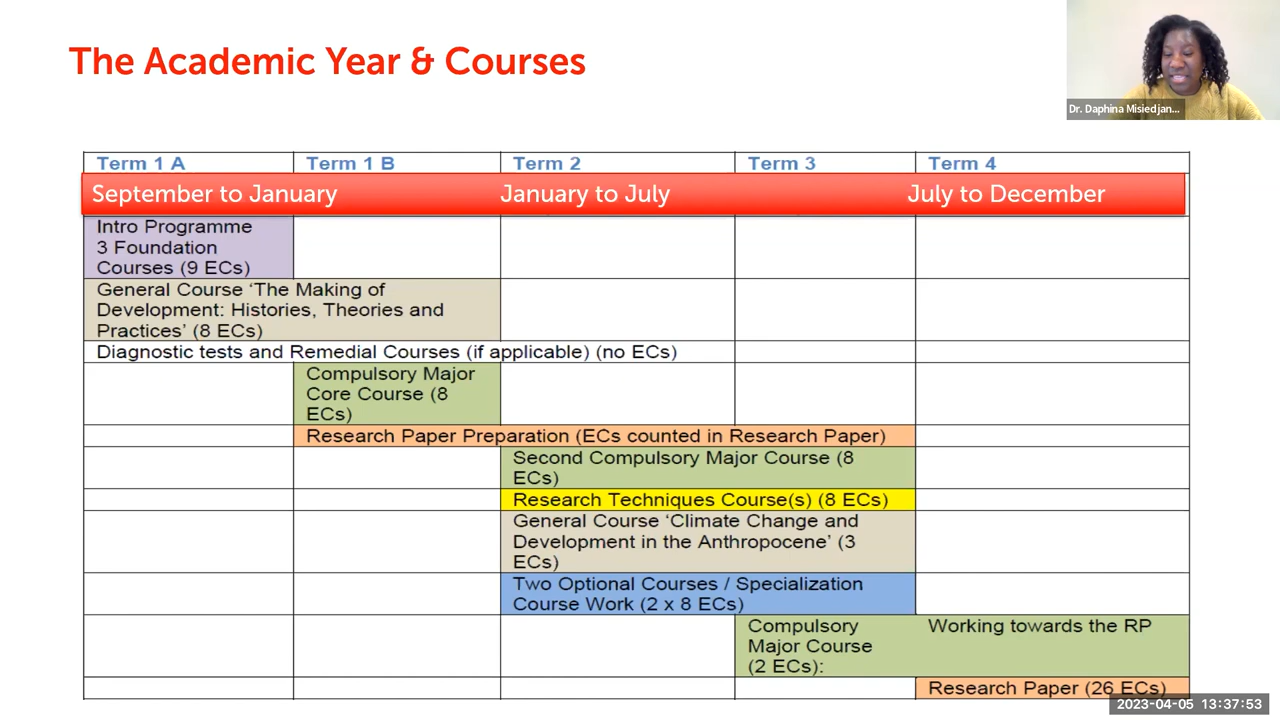 The Academic Year & Courses
Dr. Daphina Misiedjan...
Term 1 A
Term 1 B
Term 2
Term 3
Term 4
September to January
January to July
July to December
Intro Programme
3 Foundation
Courses (9 ECs)
General Course ‘The Making of
Development: Histories, Theories and
Practices’ (8 ECs)
Diagnostic tests and Remedial Courses (if applicable) (no ECs)
Compulsory Major
Core Course (8
ECs)
Research Paper Preparation (ECs counted in Research Paper)
Second Compulsory Major Course (8
ECs)
Research Techniques Course(s) (8 ECs)
General Course ‘Climate Change and
Development in the Anthropocene’ (3
ECs)
Two Optional Courses / Specialization
Course Work (2 x 8 ECs)
Compulsory
Major Course
(2 ECs):
Working towards the RP
Research Paper (26 ECs)
2023-04-05 13:37:53